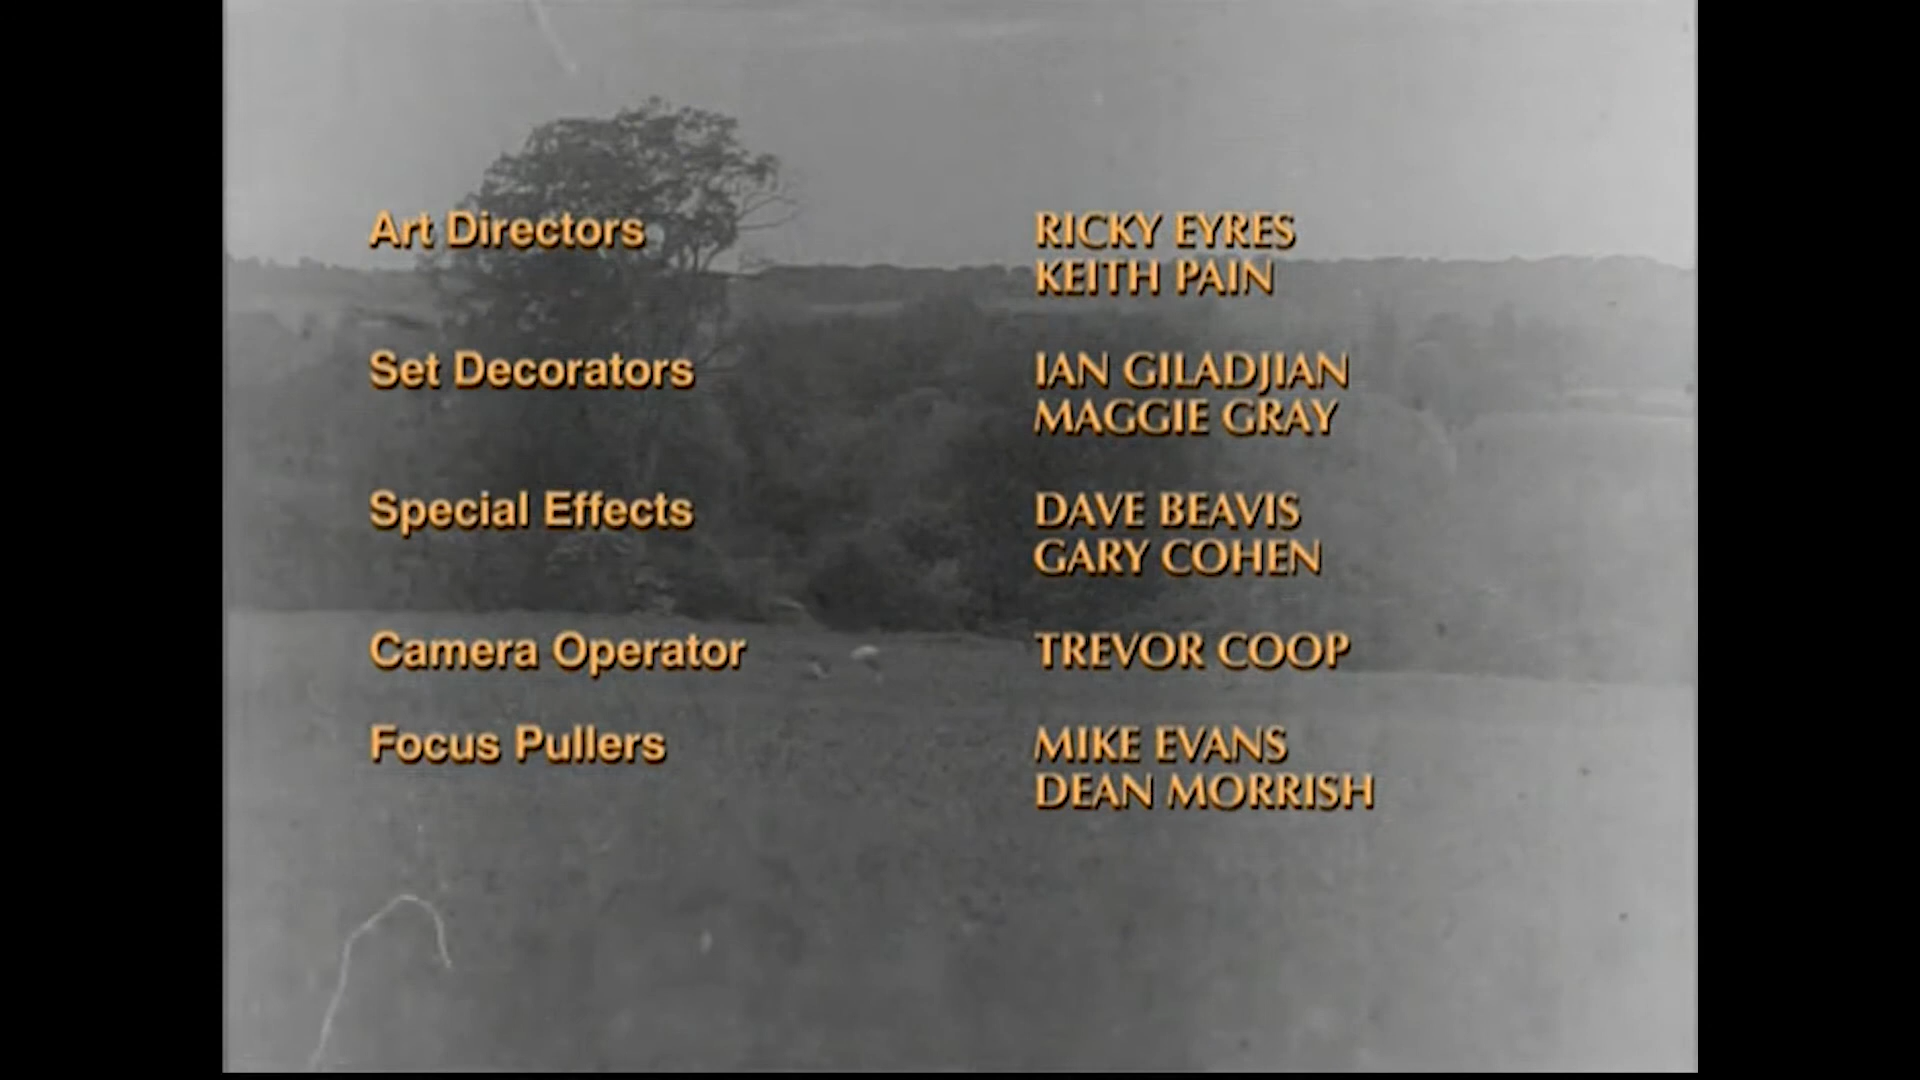 Art Directors RICKY EYRES
KEITH PAIN
Set Decorators IAN GILADJIAN
MAGGIE GRAY
Special Effects DAVE BEAVIS
GARY COHEN
Camera Operator TREVOR COOP
Focus Pullers MIKE EVANS
DEAN MORRISH